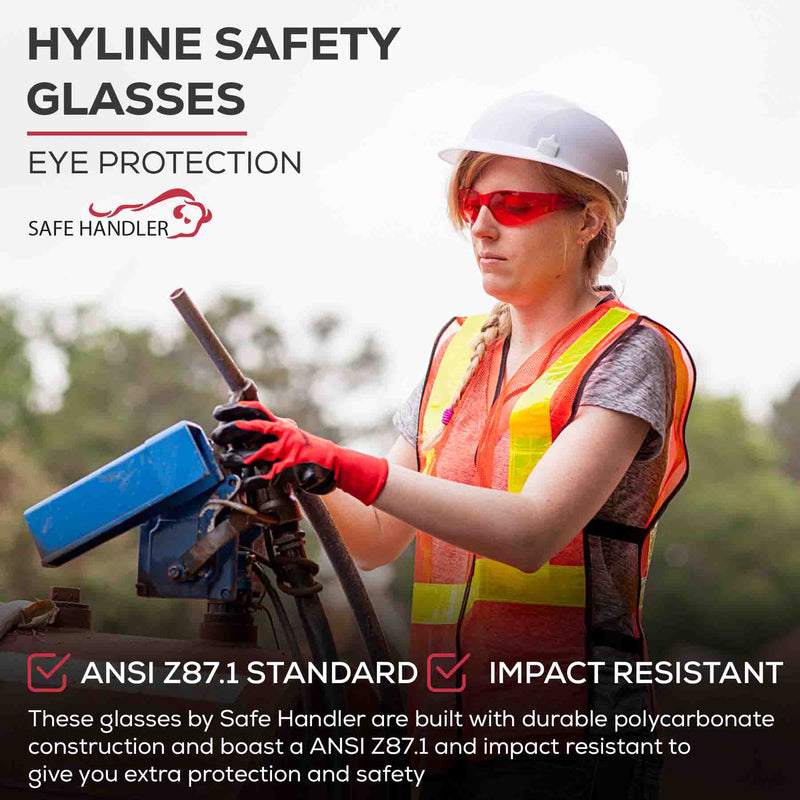 HYLINE SAFETY
GLASSES
EYE PROTECTION
SAFE HANDLER
ANSI Z87.1 STANDARD
IMPACT RESISTANT
These glasses by Safe Handler are built with durable polycarbonate
construction and boast a ANSI Z87.1 and impact resistant to
give you extra protection and safety